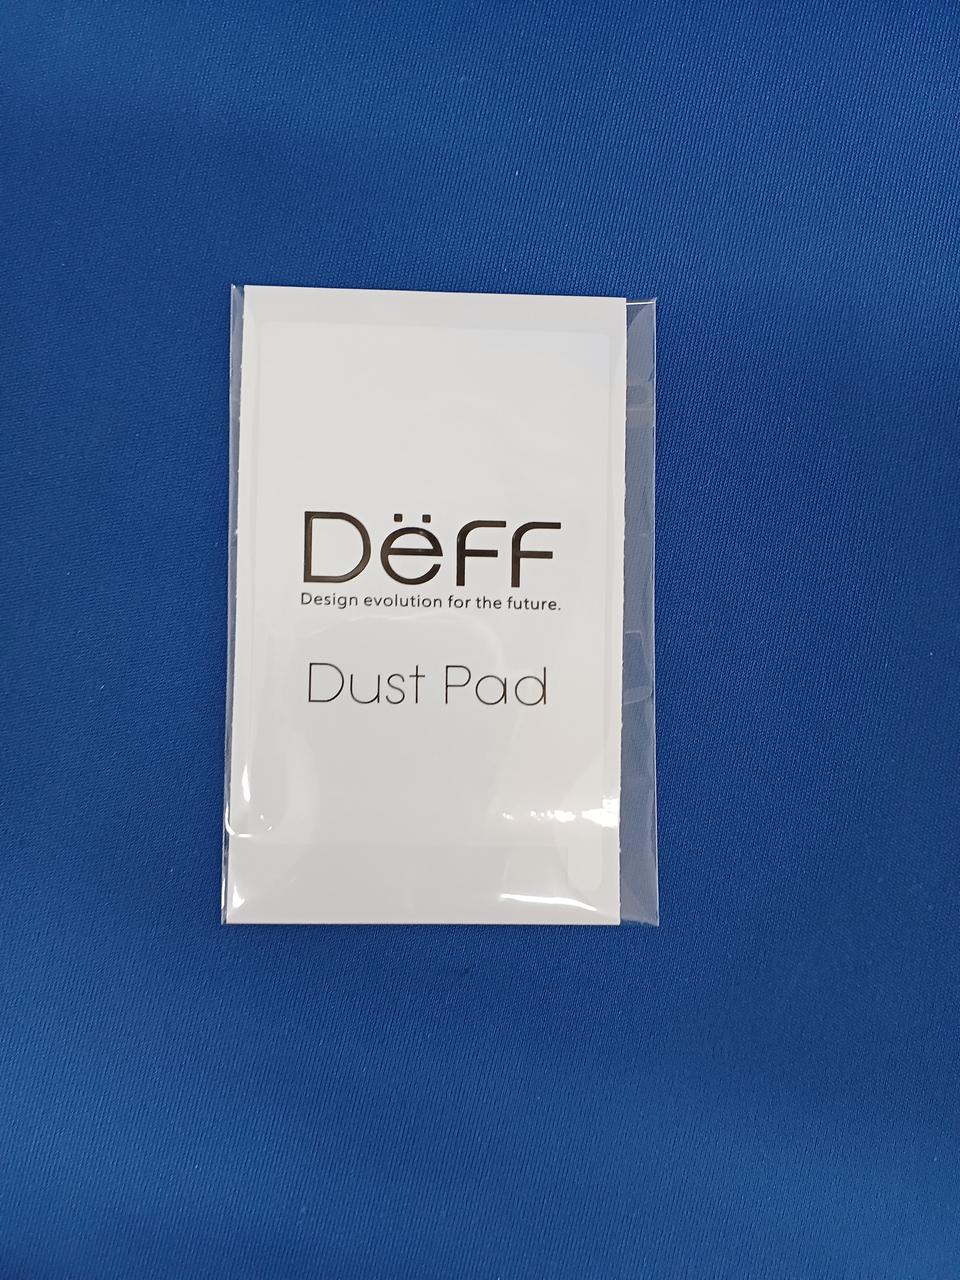 Dëff
Design evolution for the future.
Dust Pad